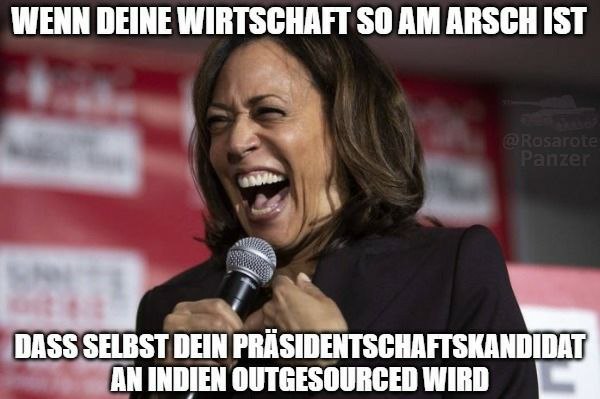 WENN DEINE WIRTSCHAFT SO AM ARSCH IST
@Rosarote
Panzer
DASS SELBST DEIN PRÄSIDENTSCHAFTSKANDIDAT
AN INDIEN OUTGESOURCED WIRD